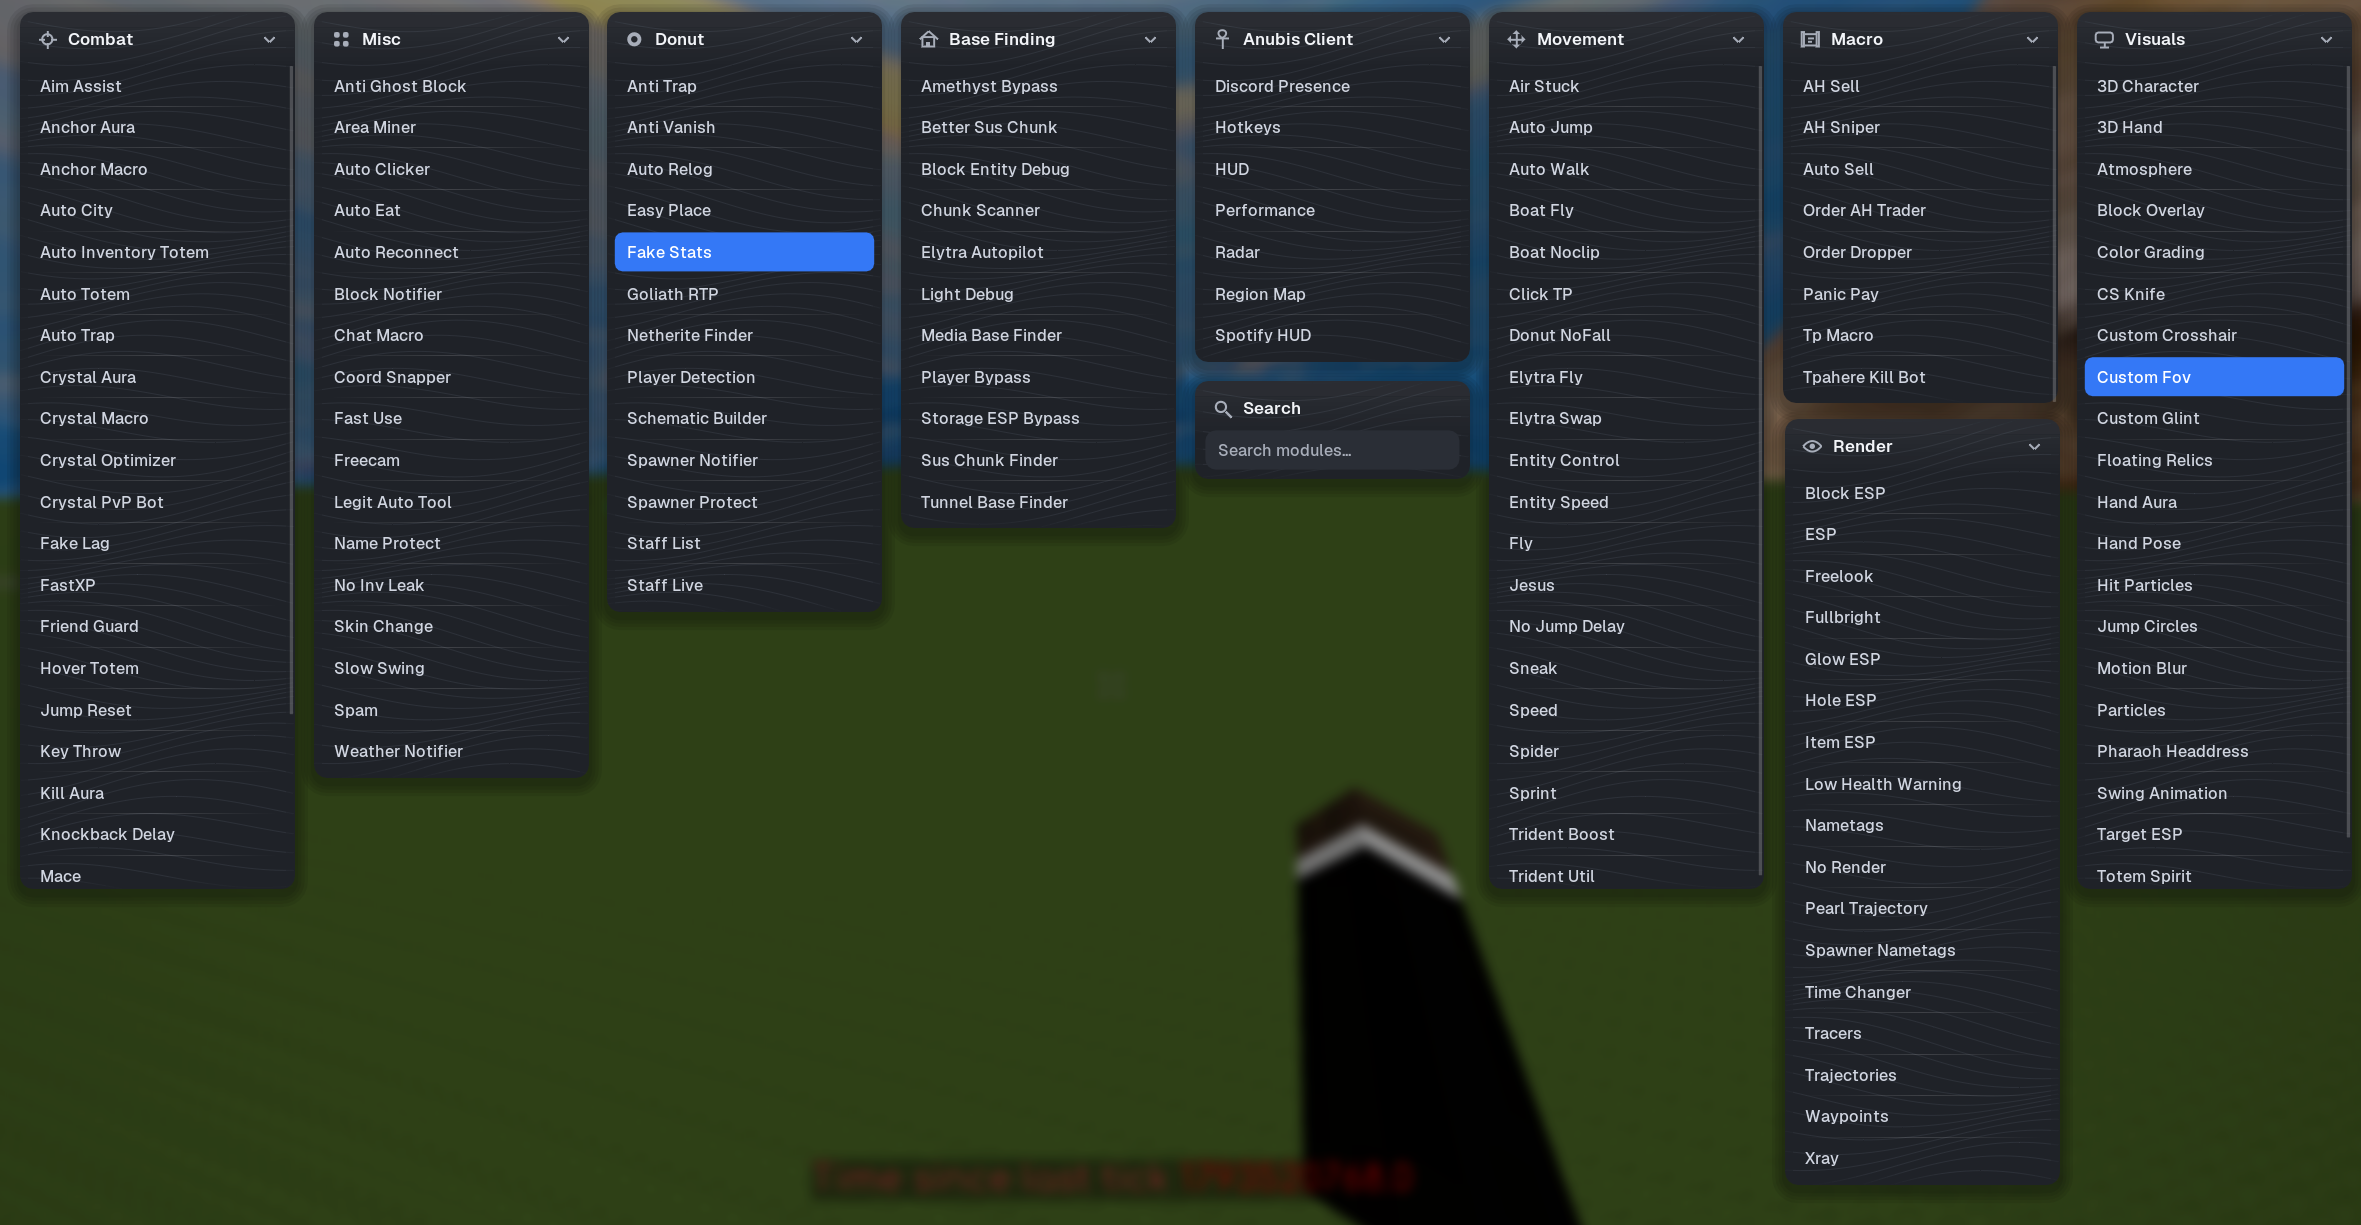 Combat
Aim Assist
Anchor Aura
Anchor Macro
Auto City
Auto Inventory Totem
Auto Totem
Auto Trap
Crystal Aura
Crystal Macro
Crystal Optimizer
Crystal PvP Bot
Fake Lag
FastXP
Friend Guard
Hover Totem
Jump Reset
Key Throw
Kill Aura
Knockback Delay
Mace
Misc
Anti Ghost Block
Area Miner
Auto Clicker
Auto Eat
Auto Reconnect
Block Notifier
Chat Macro
Coord Snapper
Fast Use
Freecam
Legit Auto Tool
Name Protect
No Inv Leak
Skin Change
Slow Swing
Spam
Weather Notifier
Donut
Anti Trap
Anti Vanish
Auto Relog
Easy Place
Fake Stats
Goliath RTP
Netherite Finder
Player Detection
Schematic Builder
Spawner Notifier
Spawner Protect
Staff List
Staff Live
Base Finding
Amethyst Bypass
Better Sus Chunk
Block Entity Debug
Chunk Scanner
Elytra Autopilot
Light Debug
Media Base Finder
Player Bypass
Storage ESP Bypass
Sus Chunk Finder
Tunnel Base Finder
Anubis Client
Discord Presence
Hotkeys
HUD
Performance
Radar
Region Map
Spotify HUD
Search
Search modules...
Movement
Air Stuck
Auto Jump
Auto Walk
Boat Fly
Boat Noclip
Click TP
Donut NoFall
Elytra Fly
Elytra Swap
Entity Control
Entity Speed
Fly
Jesus
No Jump Delay
Sneak
Speed
Spider
Sprint
Trident Boost
Trident Util
Macro
AH Sell
AH Sniper
Auto Sell
Order AH Trader
Order Dropper
Panic Pay
Tp Macro
Tpahere Kill Bot
Render
Block ESP
ESP
Freelook
Fullbright
Glow ESP
Hole ESP
Item ESP
Low Health Warning
Nametags
No Render
Pearl Trajectory
Spawner Nametags
Time Changer
Tracers
Trajectories
Waypoints
Xray
Visuals
3D Character
3D Hand
Atmosphere
Block Overlay
Color Grading
CS Knife
Custom Crosshair
Custom Fov
Custom Glint
Floating Relics
Hand Aura
Hand Pose
Hit Particles
Jump Circles
Motion Blur
Particles
Pharaoh Headdress
Swing Animation
Target ESP
Totem Spirit
Time since last tick